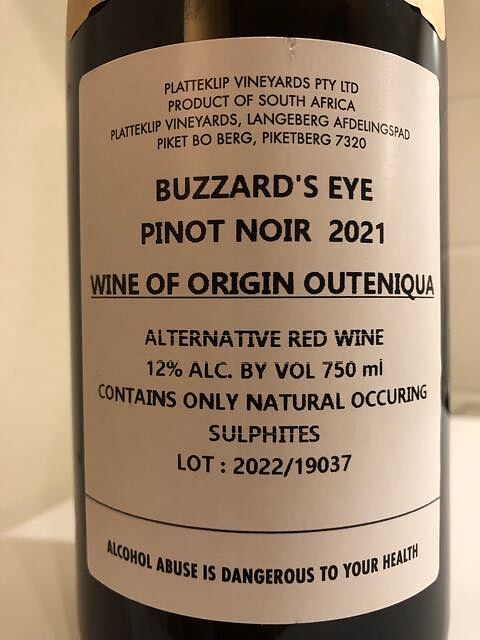 PLATTEKLIP VINEYARDS PTY LTD
PRODUCT OF SOUTH AFRICA
PLATTEKLIP VINEYARDS, LANGEBERG AFDELINGSPAD
PIKET BO BERG, PIKETBERG 7320
BUZZARD'S EYE
PINOT NOIR 2021
WINE OF ORIGIN OUTENIQUA
ALTERNATIVE RED WINE
12% ALC. BY VOL 750 ml
CONTAINS ONLY NATURAL OCCURING
SULPHITES
LOT : 2022/19037
ALCOHOL ABUSE IS DANGEROUS TO YOUR HEALTH